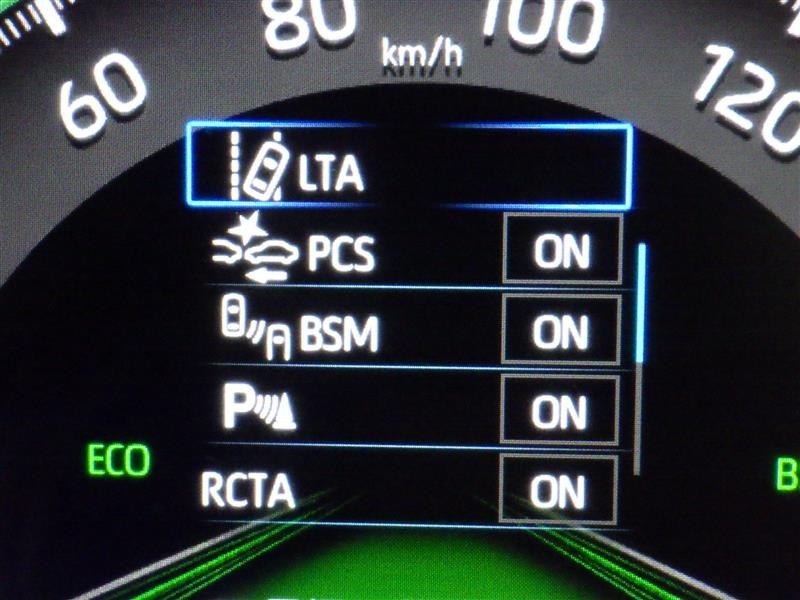 60 80 100 120
km/h
LTA
PCS ON
BSM ON
P ON
RCTA ON
ECO
B